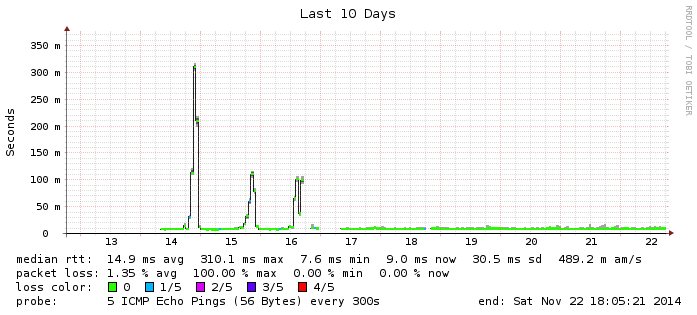 Last 10 Days
RRDTOOL / TOBI OETIKER
Seconds
350 m
300 m
250 m
200 m
150 m
100 m
50 m
0
13 14 15 16 17 18 19 20 21 22
median rtt: 14.9 ms avg 310.1 ms max 7.6 ms min 9.0 ms now 30.5 ms sd 489.2 m am/s
packet loss: 1.35 % avg 100.00 % max 0.00 % min 0.00 % now
loss color: 0 1/5 2/5 3/5 4/5
probe: 5 ICMP Echo Pings (56 Bytes) every 300s end: Sat Nov 22 18:05:21 2014